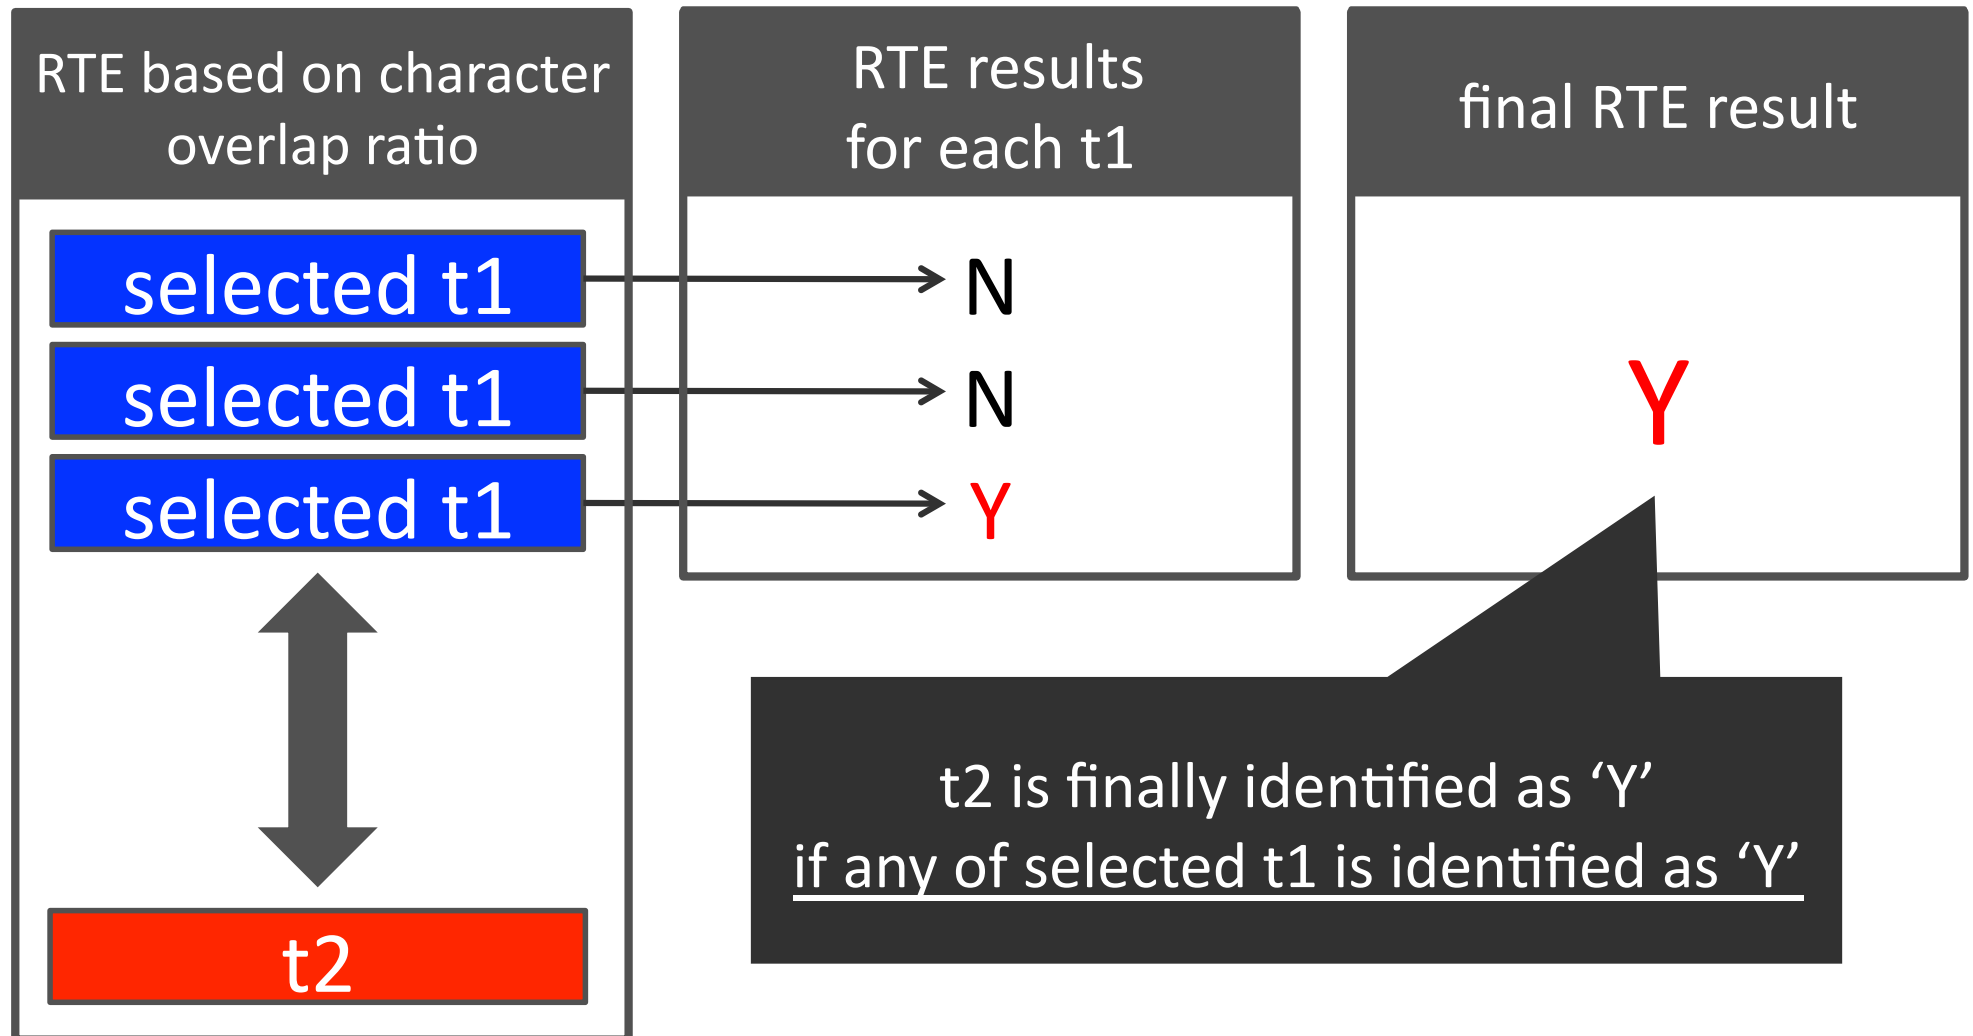 RTE based on character
overlap ratio
selected t1
selected t1
selected t1
t2
RTE results
for each t1
N
N
Y
final RTE result
Y
t2 is finally identified as ‘Y’
if any of selected t1 is identified as ‘Y’